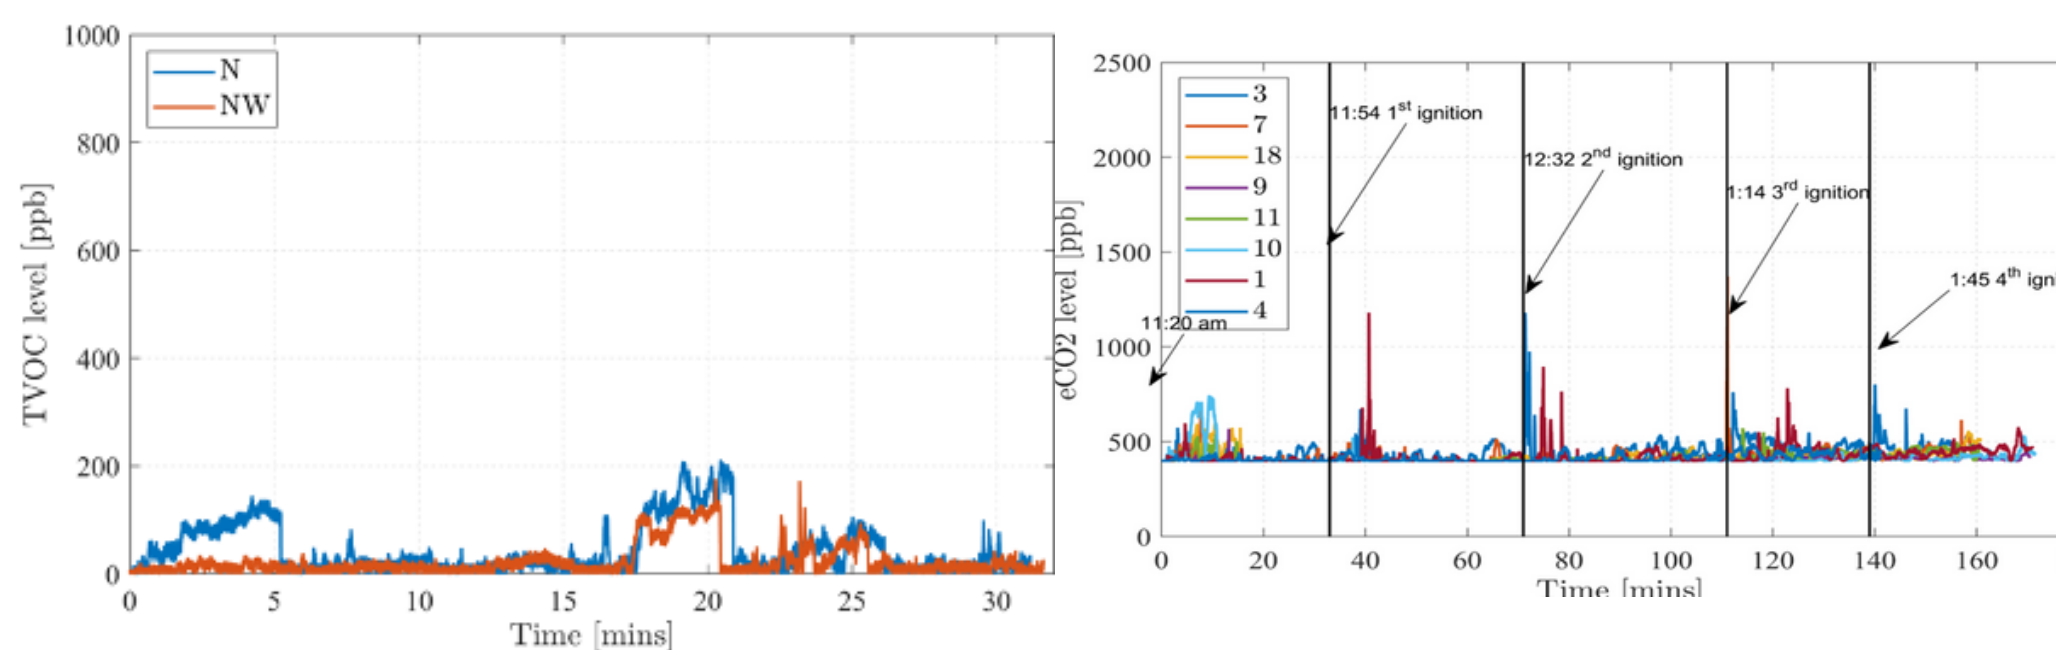 1000
800
600
400
200
0
TVOC level [ppb]
N
NW
0 5 10 15 20 25 30
Time [mins]
2500
2000
1500
1000
500
0
eCO2 level [ppb]
3
7
18
9
11
10
1
4
11:20 am
11:54 1st ignition
12:32 2nd ignition
1:14 3rd ignition
1:45 4th igni
0 20 40 60 80 100 120 140 160
Time [mins]